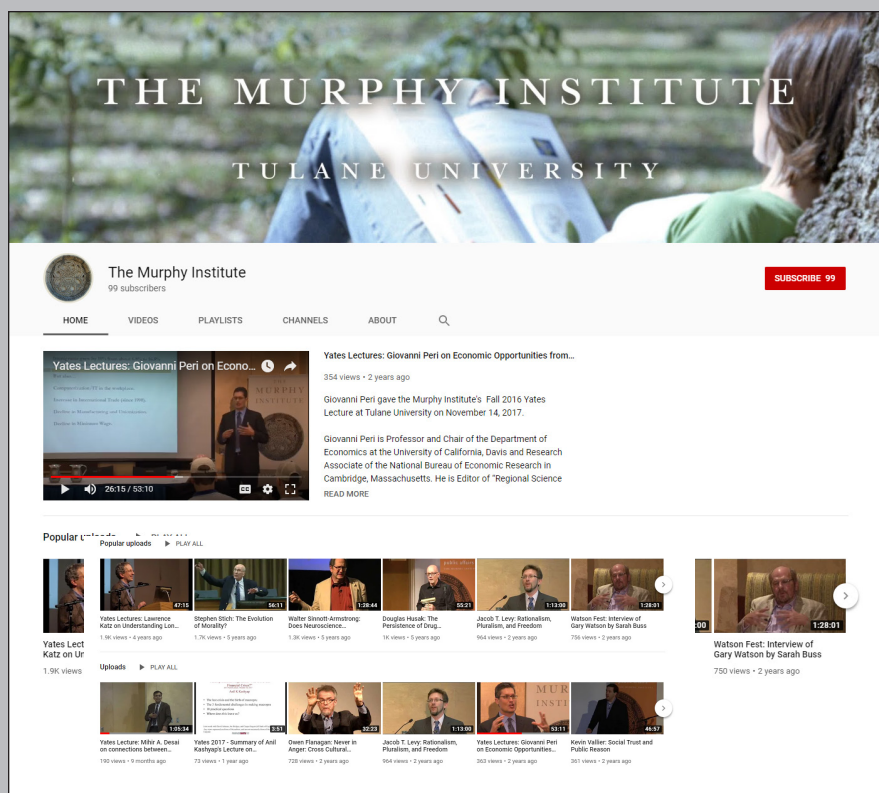 THE MURPHY INSTITUTE
TULANE UNIVERSITY
The Murphy Institute
99 subscribers
SUBSCRIBE 99
HOME VIDEOS PLAYLISTS CHANNELS ABOUT
Yates Lectures: Giovanni Peri on Econo...
MURPHY
INSTITUTE
26:15 / 53:10
CC
Yates Lectures: Giovanni Peri on Economic Opportunities from...
354 views • 2 years ago
Giovanni Peri gave the Murphy Institute's Fall 2016 Yates
Lecture at Tulane University on November 14, 2017.
Giovanni Peri is Professor and Chair of the Department of
Economics at the University of California, Davis and Research
Associate of the National Bureau of Economic Research in
Cambridge, Massachusetts. He is Editor of "Regional Science
READ MORE
Popular
Popular uploads PLAY ALL
47:15 56:11 1:28:44 55:21 1:13:00 1:28:01
Yates Lectures: Lawrence
Katz on Understanding Lon...
1.9K views • 4 years ago
Stephen Stich: The Evolution
of Morality?
1.7K views • 5 years ago
Walter Sinnott-Armstrong:
Does Neuroscience...
1.3K views • 5 years ago
Douglas Husak: The
Persistence of Drug...
1K views • 5 years ago
Jacob T. Levy: Rationalism,
Pluralism, and Freedom
964 views • 2 years ago
Watson Fest: Interview of
Gary Watson by Sarah Buss
756 views • 2 years ago
Yates Lect
Katz on Un
1.9K views
:00
1:28:01
Watson Fest: Interview of
Gary Watson by Sarah Buss
750 views • 2 years ago
Uploads PLAY ALL
1:05:34 3:51 32:23 1:13:00 53:11 46:57
Yates Lecture: Mihir A. Desai
on connections between...
190 views • 9 months ago
Yates 2017 - Summary of Anil
Kashyap's Lecture on...
73 views • 1 year ago
Owen Flanagan: Never in
Anger: Cross Cultural...
728 views • 2 years ago
Jacob T. Levy: Rationalism,
Pluralism, and Freedom
964 views • 2 years ago
Yates Lectures: Giovanni Peri
on Economic Opportunities...
363 views • 2 years ago
Kevin Vallier: Social Trust and
Public Reason
361 views • 2 years ago